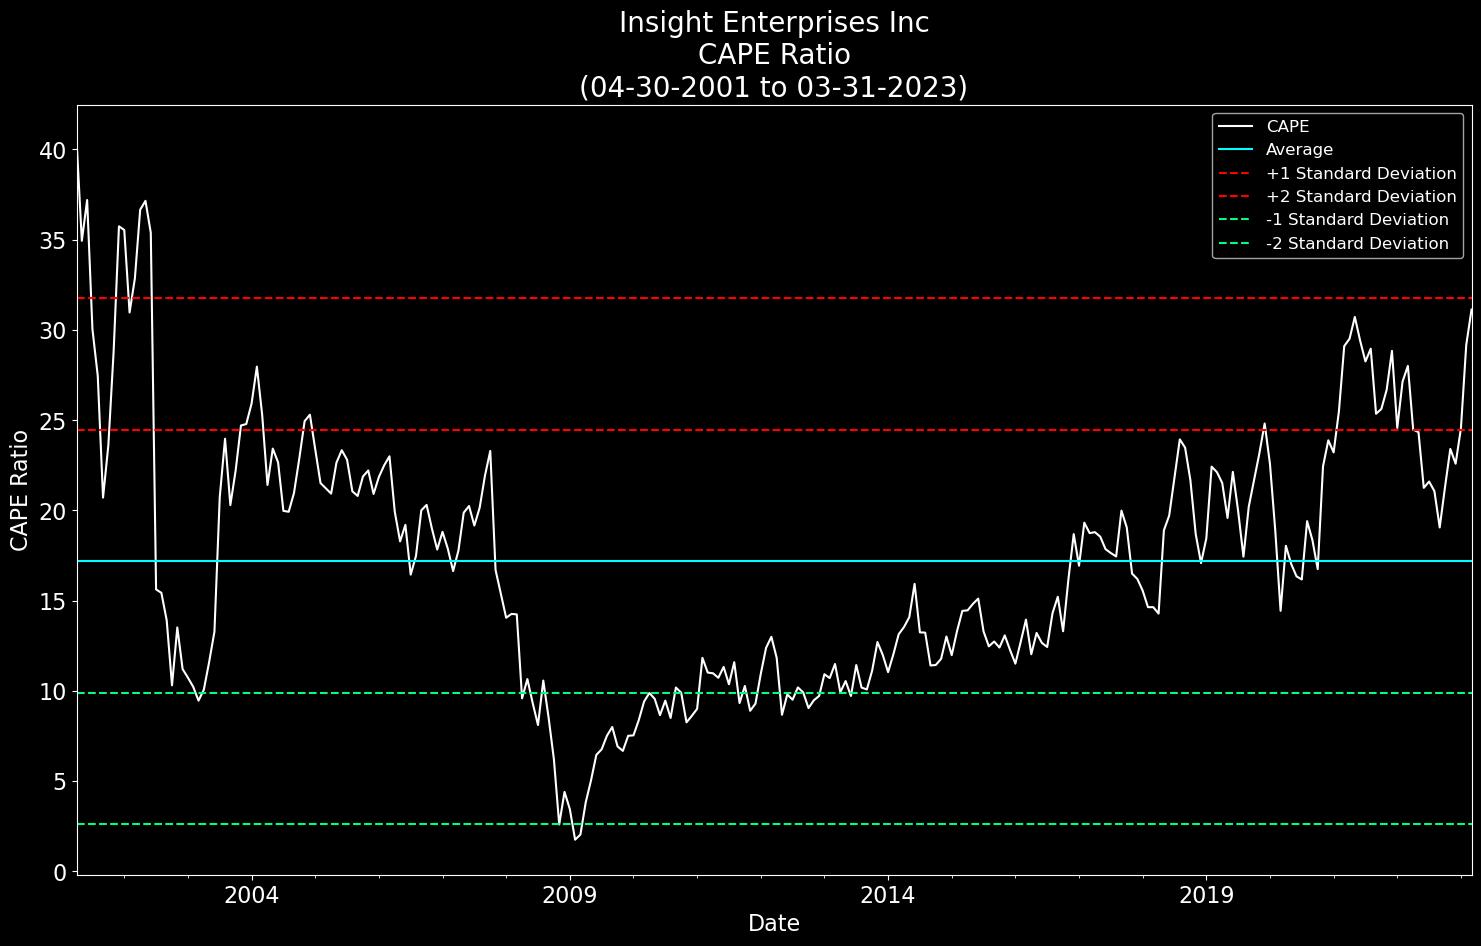 Insight Enterprises Inc
CAPE Ratio
(04-30-2001 to 03-31-2023)
CAPE
Average
+1 Standard Deviation
+2 Standard Deviation
-1 Standard Deviation
-2 Standard Deviation
CAPE Ratio
40
35
30
25
20
15
10
5
0
2004
2009
2014
2019
Date